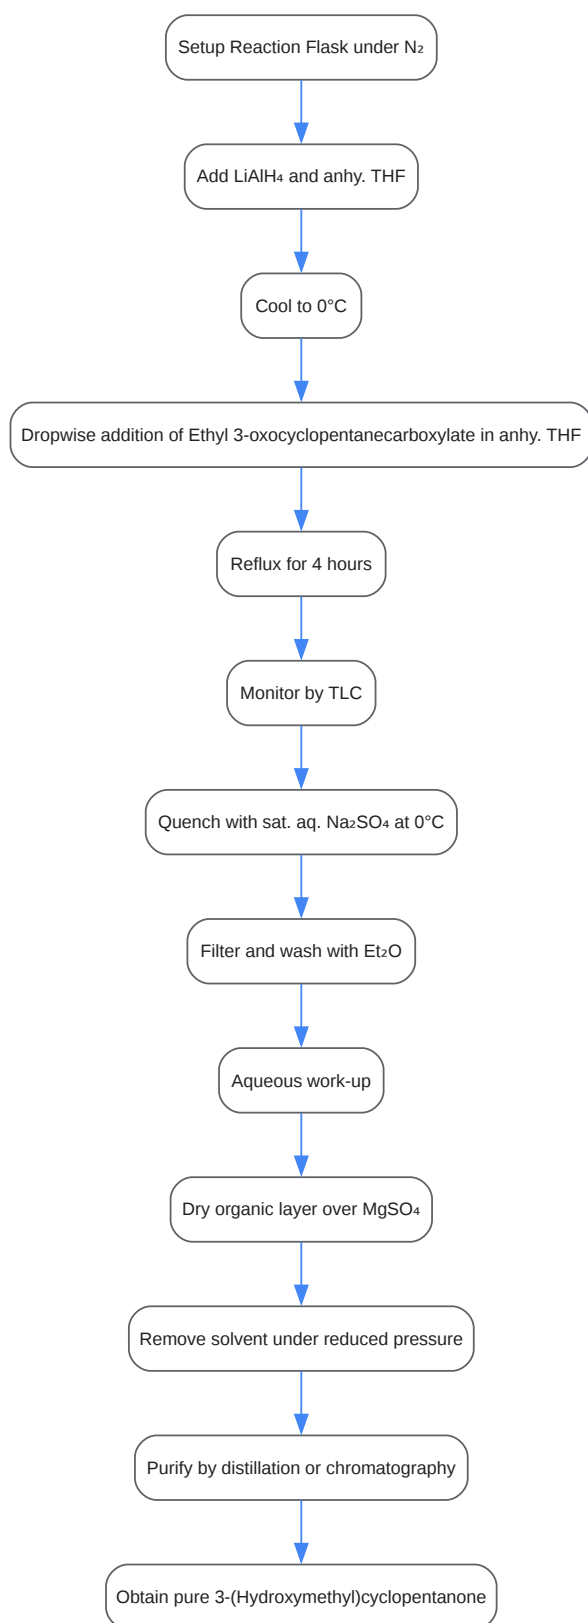 Setup Reaction Flask under N₂
Add LiAlH₄ and anhy. THF
Cool to 0°C
Dropwise addition of Ethyl 3-oxocyclopentanecarboxylate in anhy. THF
Reflux for 4 hours
Monitor by TLC
Quench with sat. aq. Na₂SO₄ at 0°C
Filter and wash with Et₂O
Aqueous work-up
Dry organic layer over MgSO₄
Remove solvent under reduced pressure
Purify by distillation or chromatography
Obtain pure 3-(Hydroxymethyl)cyclopentanone